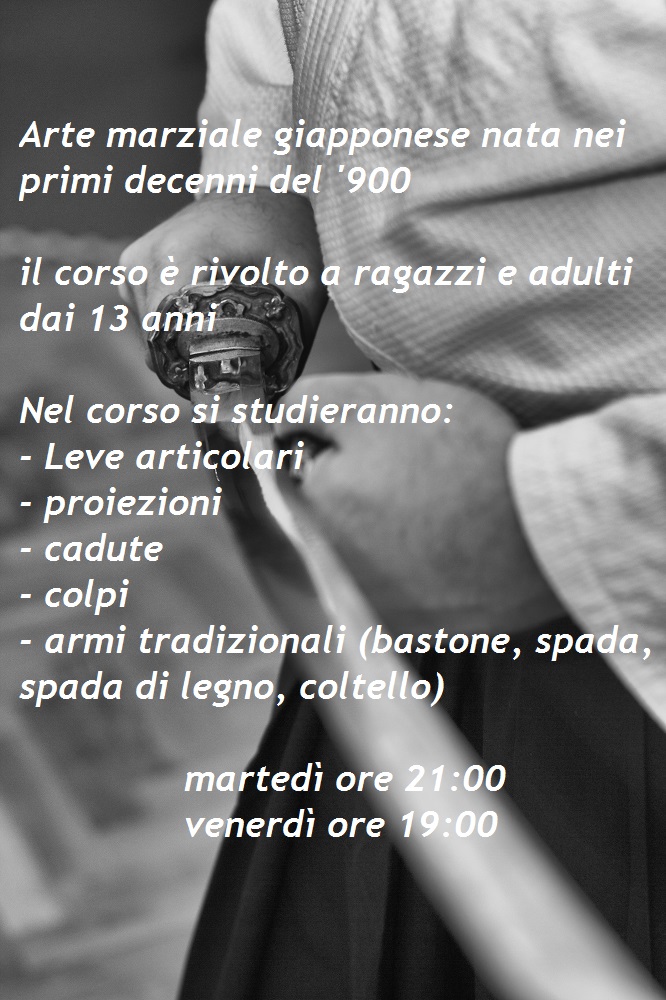 Arte marziale giapponese nata nei
primi decenni del '900
il corso è rivolto a ragazzi e adulti
dai 13 anni
Nel corso si studieranno:
- Leve articolari
- proiezioni
- cadute
- colpi
- armi tradizionali (bastone, spada,
spada di legno, coltello)
martedì ore 21:00
venerdì ore 19:00